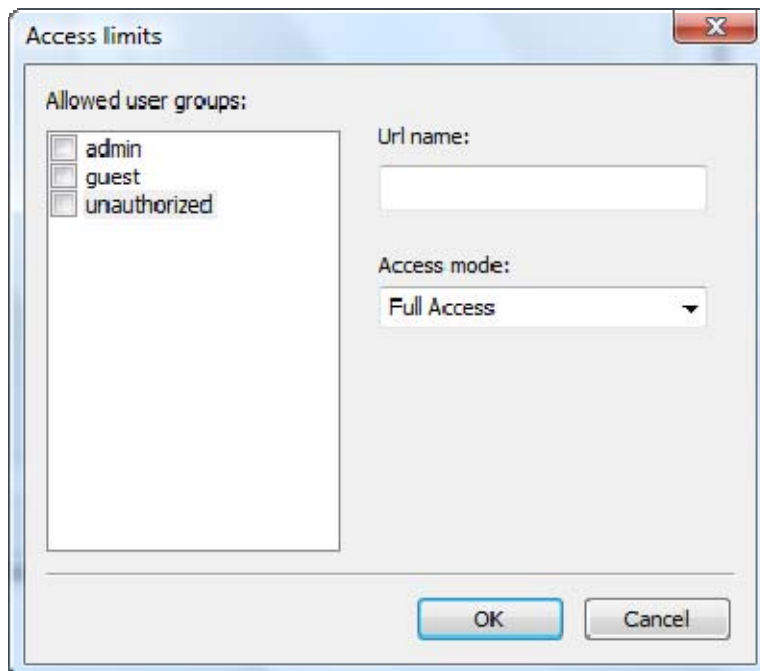 Access limits
Allowed user groups:
admin
guest
unauthorized
Url name:
Access mode:
Full Access
OK
Cancel